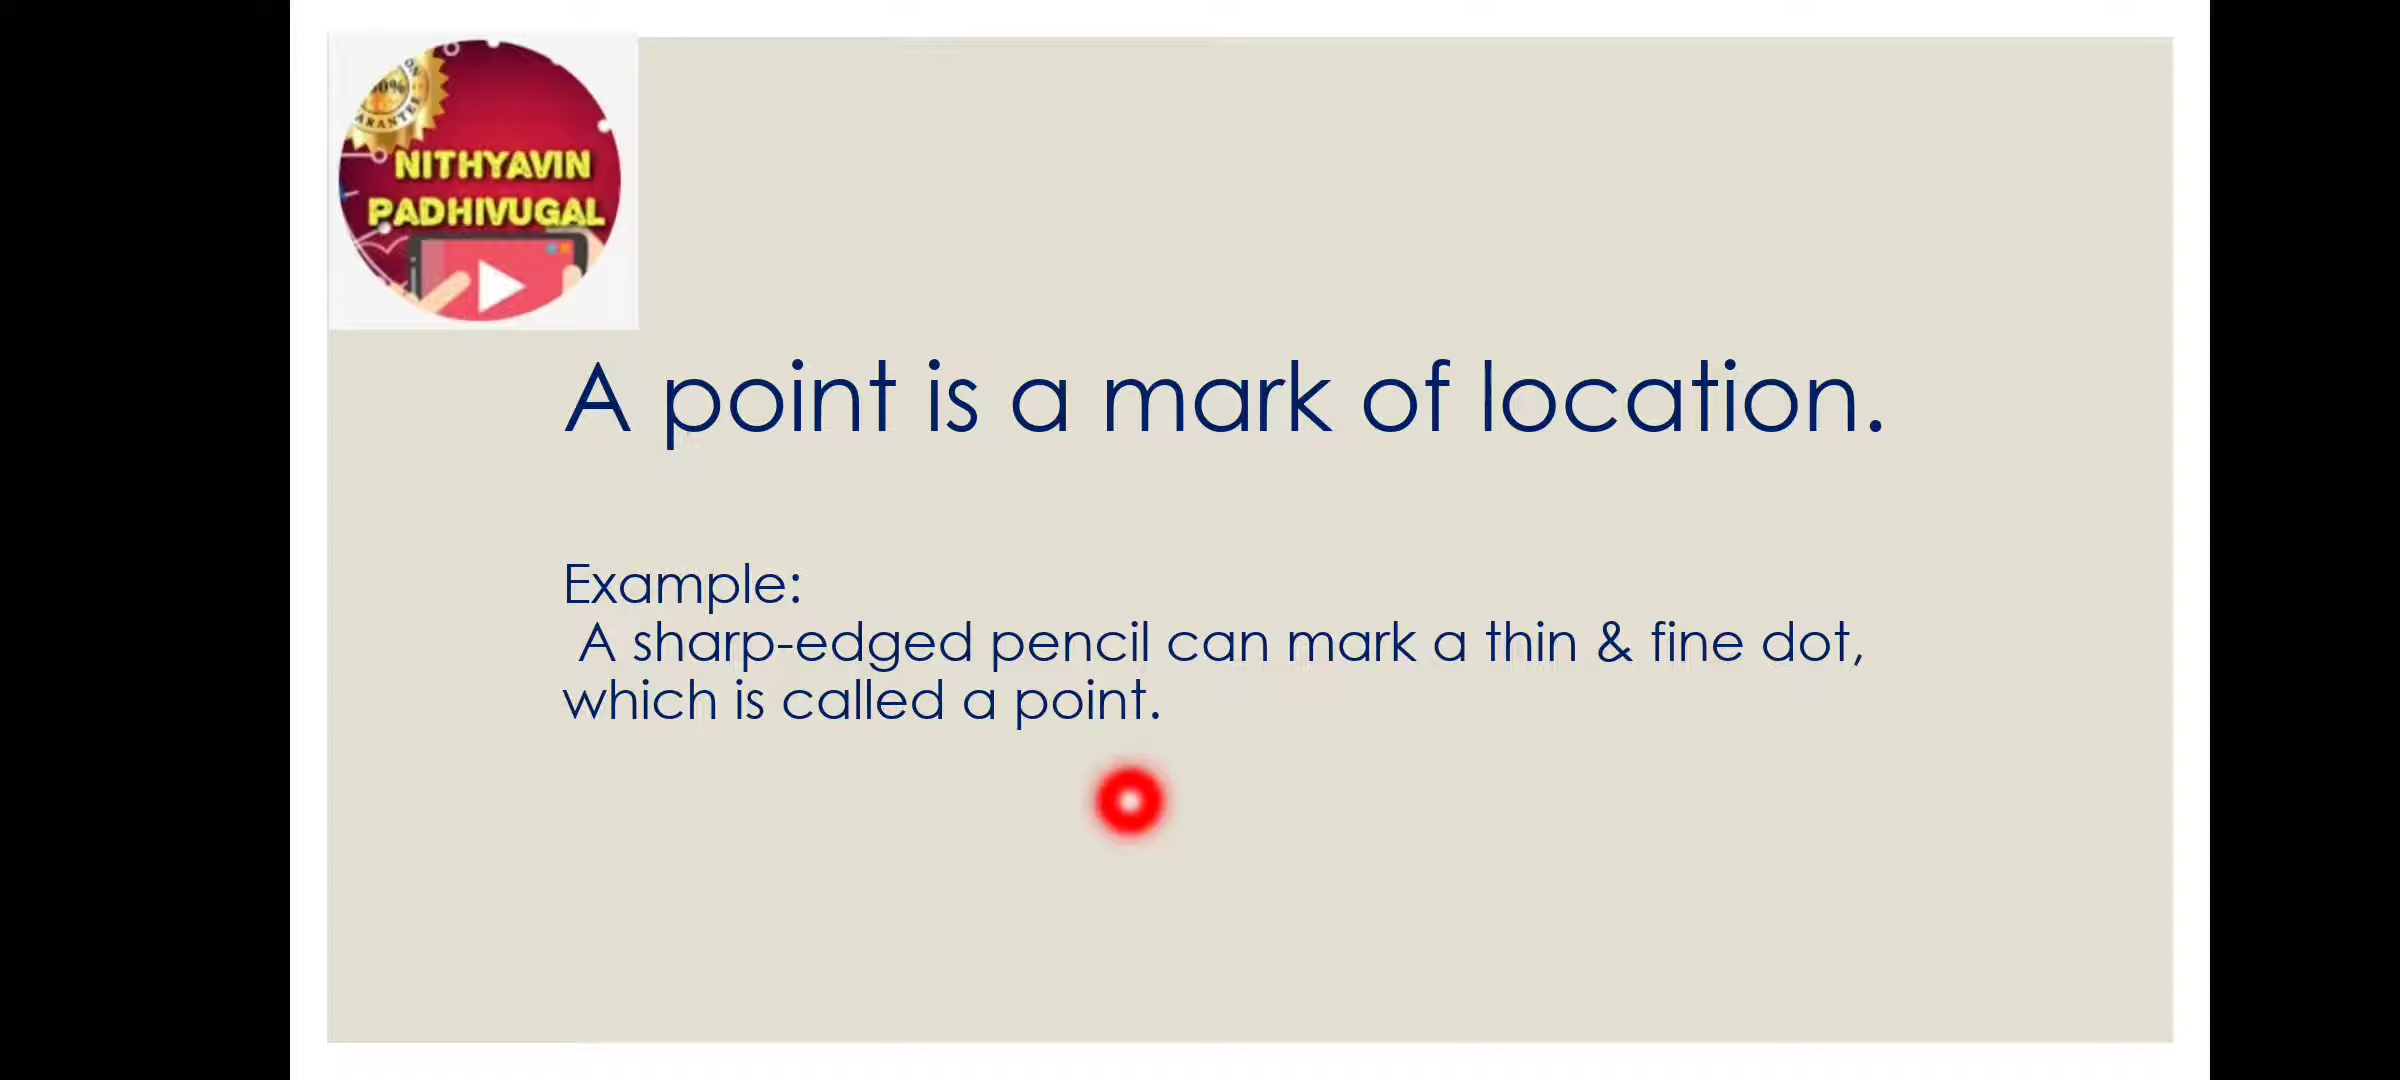 NITHYAVIN
PADHIVUGAL
A point is a mark of location.
Example:
A sharp-edged pencil can mark a thin & fine dot,
which is called a point.